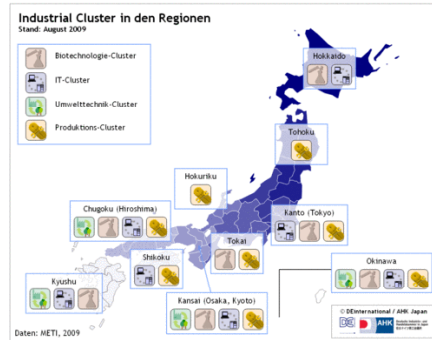 Industrial Cluster in den Regionen
Stand: August 2009
Biotechnologie-Cluster
IT-Cluster
Umwelttechnik-Cluster
Produktions-Cluster
Hokkaido
Tohoku
Hokuriku
Chugoku (Hiroshima)
Kanto (Tokyo)
Tokai
Shikoku
Okinawa
Kyushu
Kansai (Osaka, Kyoto)
© DEinternational / AHK Japan
AHK
Daten: METI, 2009